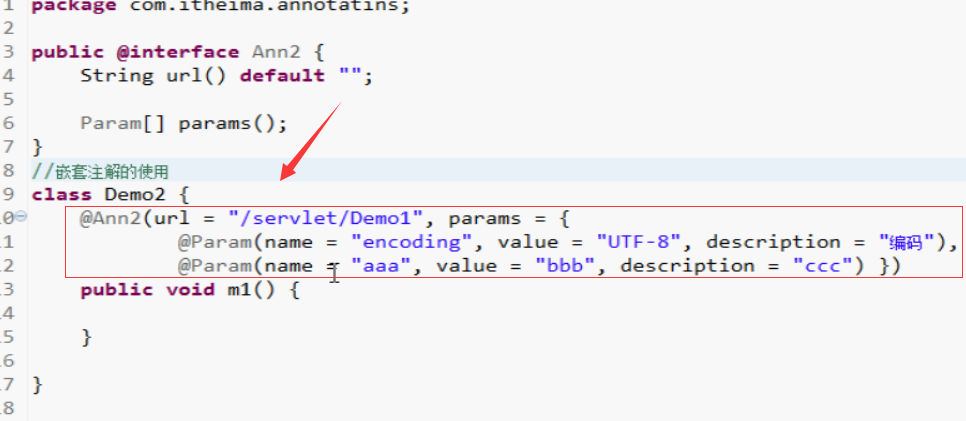 1 package com.itheima.annotatins;
2
3 public @interface Ann2 {
4 String url() default "";
5
6 Param[] params();
7 }
8 //嵌套注解的使用
9 class Demo2 {
0 @Ann2(url = "/servlet/Demo1", params = {
1 @Param(name = "encoding", value = "UTF-8", description = "编码"),
2 @Param(name = "aaa", value = "bbb", description = "ccc") })
3 public void m1() {
4
5 }
6
7 }
8